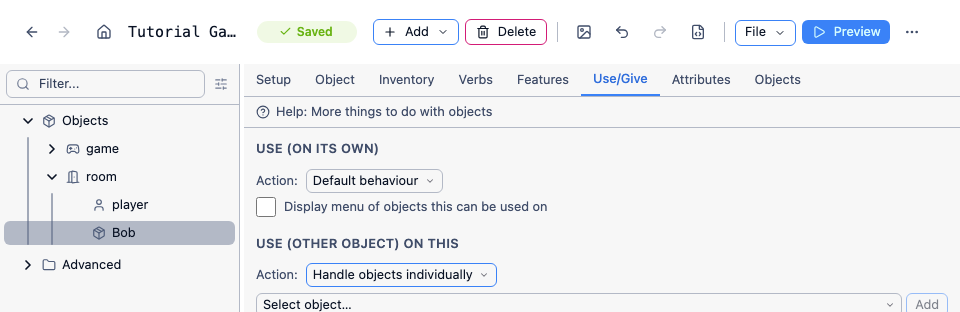 Tutorial Ga…
Saved
Add
Delete
File
Preview
Filter...
Objects
game
room
player
Bob
Advanced
Setup Object Inventory Verbs Features Use/Give Attributes Objects
Help: More things to do with objects
USE (ON ITS OWN)
Action: Default behaviour
Display menu of objects this can be used on
USE (OTHER OBJECT) ON THIS
Action: Handle objects individually
Select object... Add